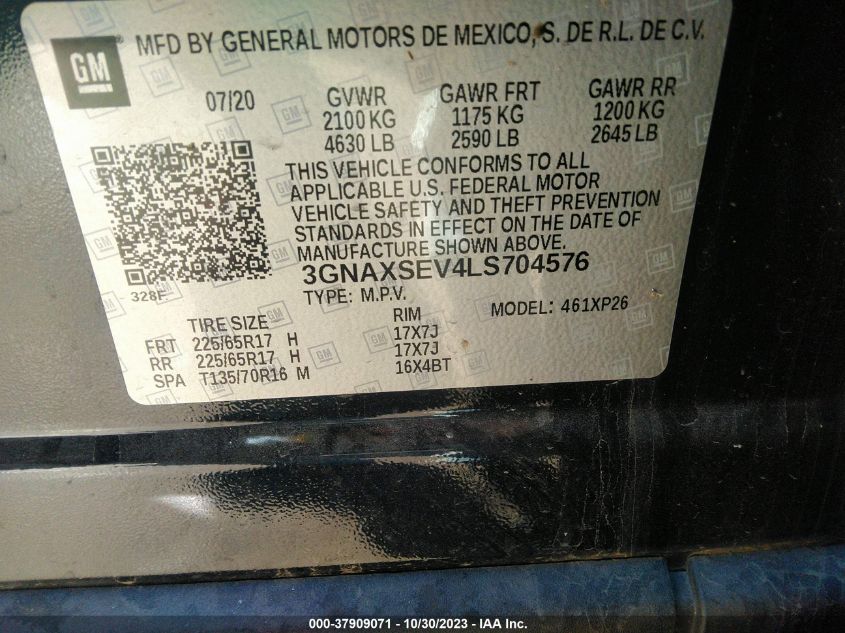 GM
MFD BY GENERAL MOTORS DE MEXICO, S. DE R.L. DE C.V.
07/20 GVWR GAWR FRT GAWR RR
2100 KG 1175 KG 1200 KG
4630 LB 2590 LB 2645 LB
THIS VEHICLE CONFORMS TO ALL
APPLICABLE U.S. FEDERAL MOTOR
VEHICLE SAFETY AND THEFT PREVENTION
STANDARDS IN EFFECT ON THE DATE OF
MANUFACTURE SHOWN ABOVE.
328F
3GNAXSEV4LS704576
TYPE: M.P.V. MODEL: 461XP26
TIRE SIZE RIM
FRT 225/65R17 H 17X7J
RR 225/65R17 H 17X7J
SPA T135/70R16 M 16X4BT
000-37909071 - 10/30/2023 - IAA Inc.